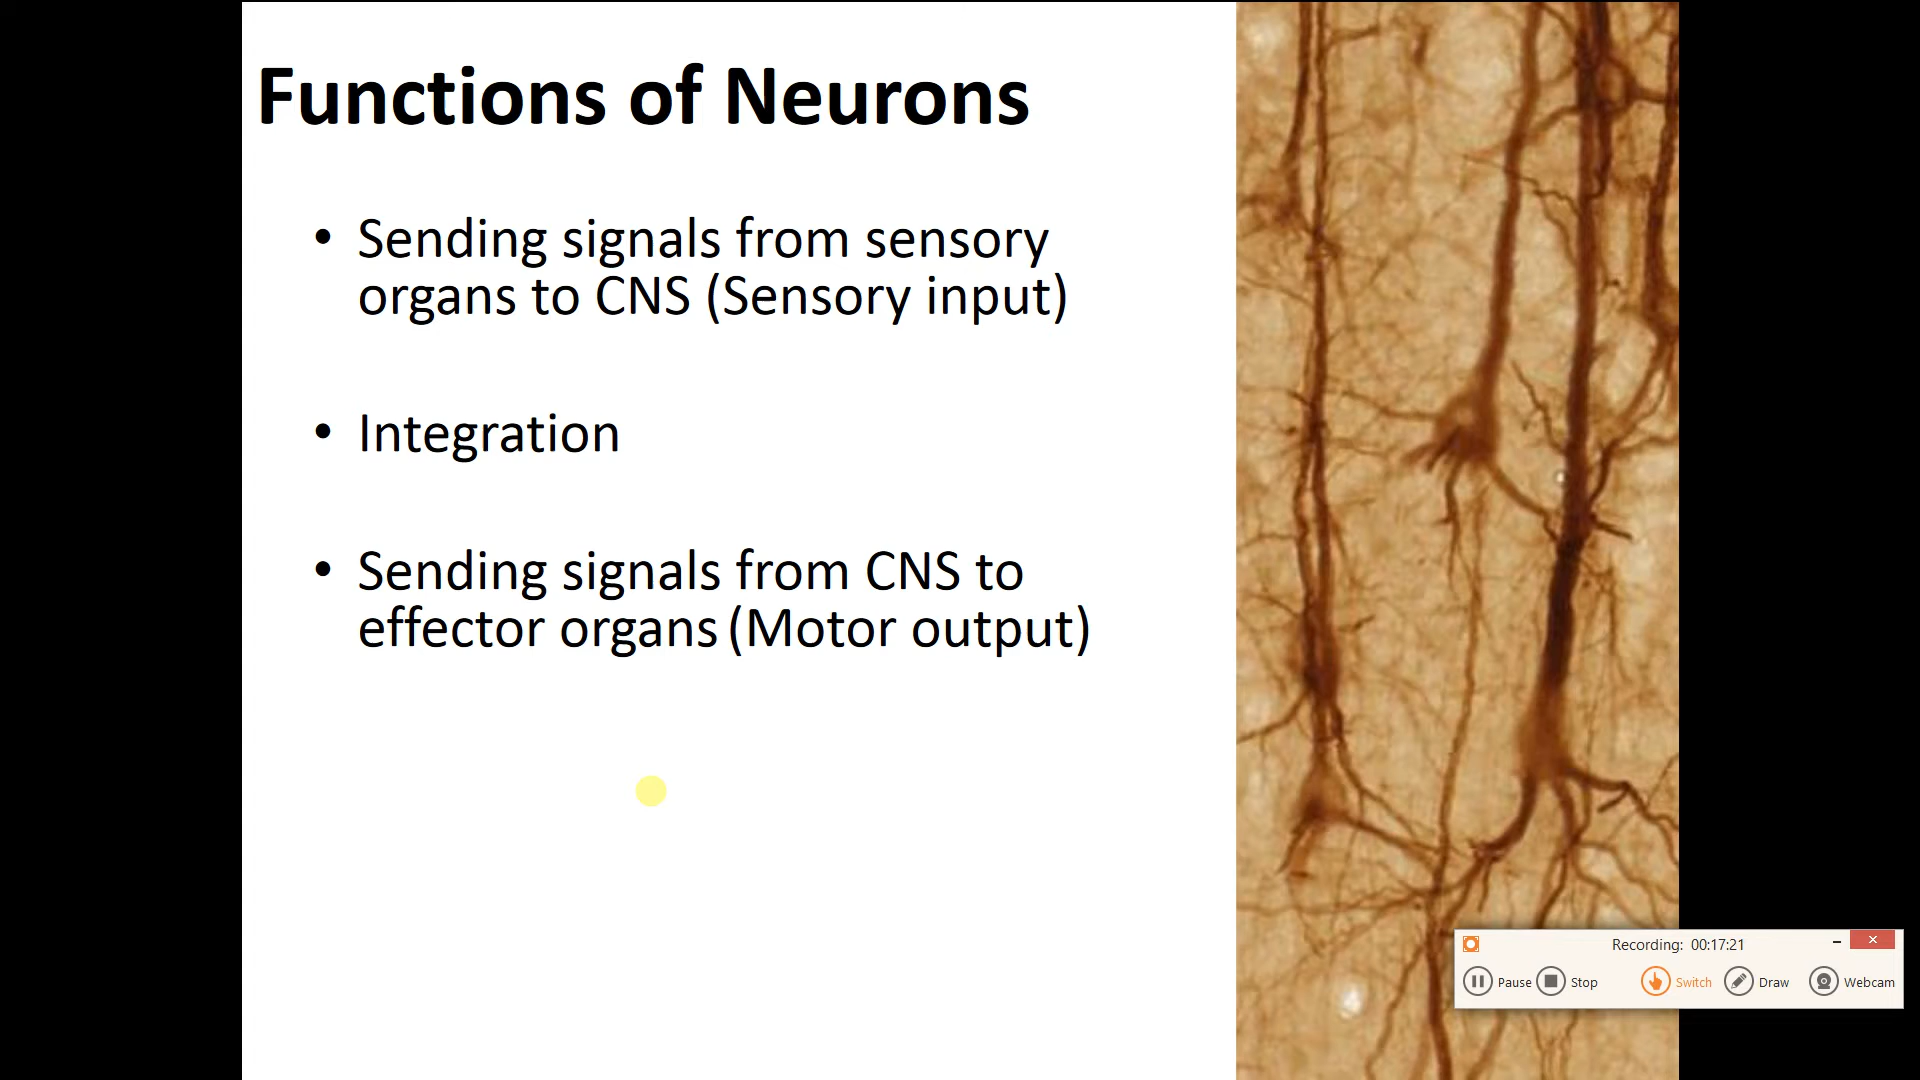 Functions of Neurons
• Sending signals from sensory
organs to CNS (Sensory input)
• Integration
• Sending signals from CNS to
effector organs (Motor output)
Recording: 00:17:21
Pause Stop Switch Draw Webcam